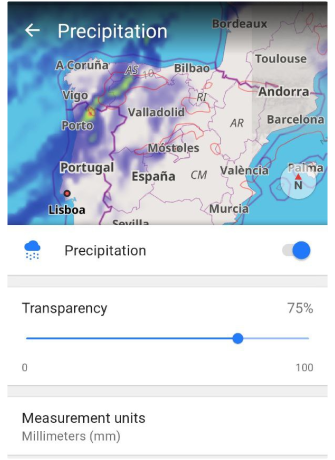 Bordeaux
Precipitation
Toulouse
A Coruña
AS
10
Bilbao
Vigo
RI
Andorra
Porto
Valladolid
AR
Barcelona
Móstoles
Portugal
España
CM
València
Palma
N
Lisboa
Murcia
Sevilla
Precipitation
Transparency 75%
0 100
Measurement units
Millimeters (mm)